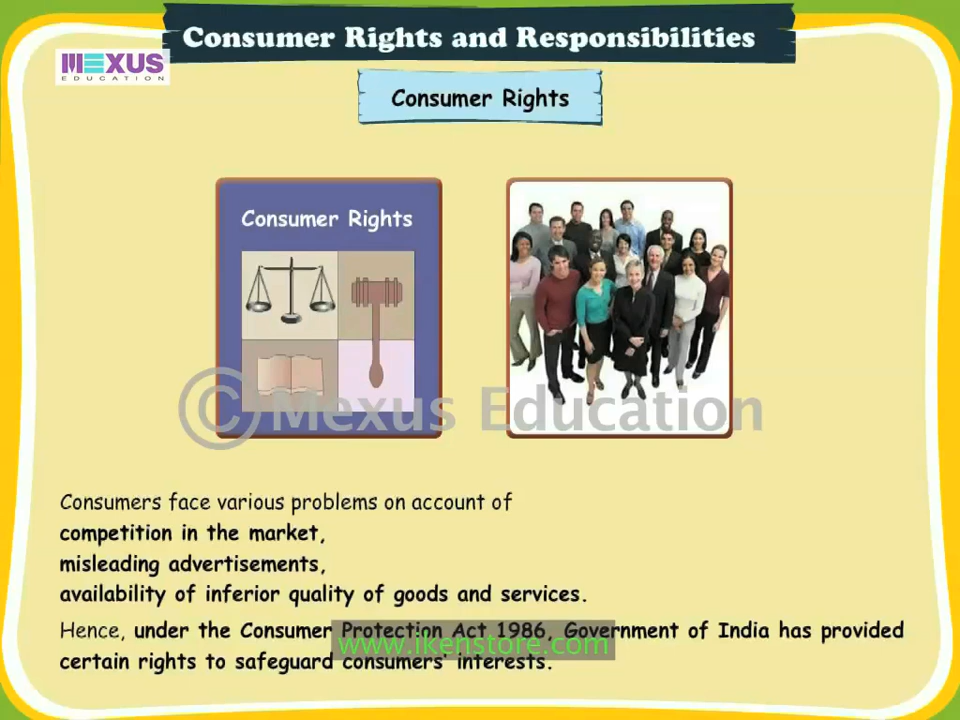 Consumer Rights and Responsibilities
MEXUS
EDUCATION
Consumer Rights
Consumer Rights
© Mexus Education
Consumers face various problems on account of
competition in the market,
misleading advertisements,
availability of inferior quality of goods and services.
Hence, under the Consumer Protection Act 1986, Government of India has provided
www.ikenstore.com
certain rights to safeguard consumers' interests.